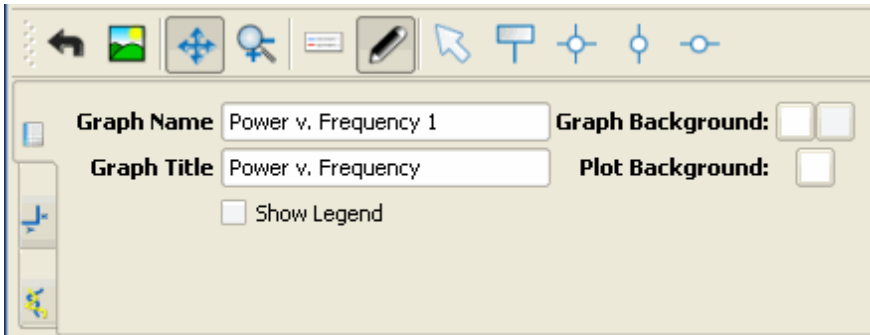 Graph Name Power v. Frequency 1 Graph Background:
Graph Title Power v. Frequency Plot Background:
Show Legend